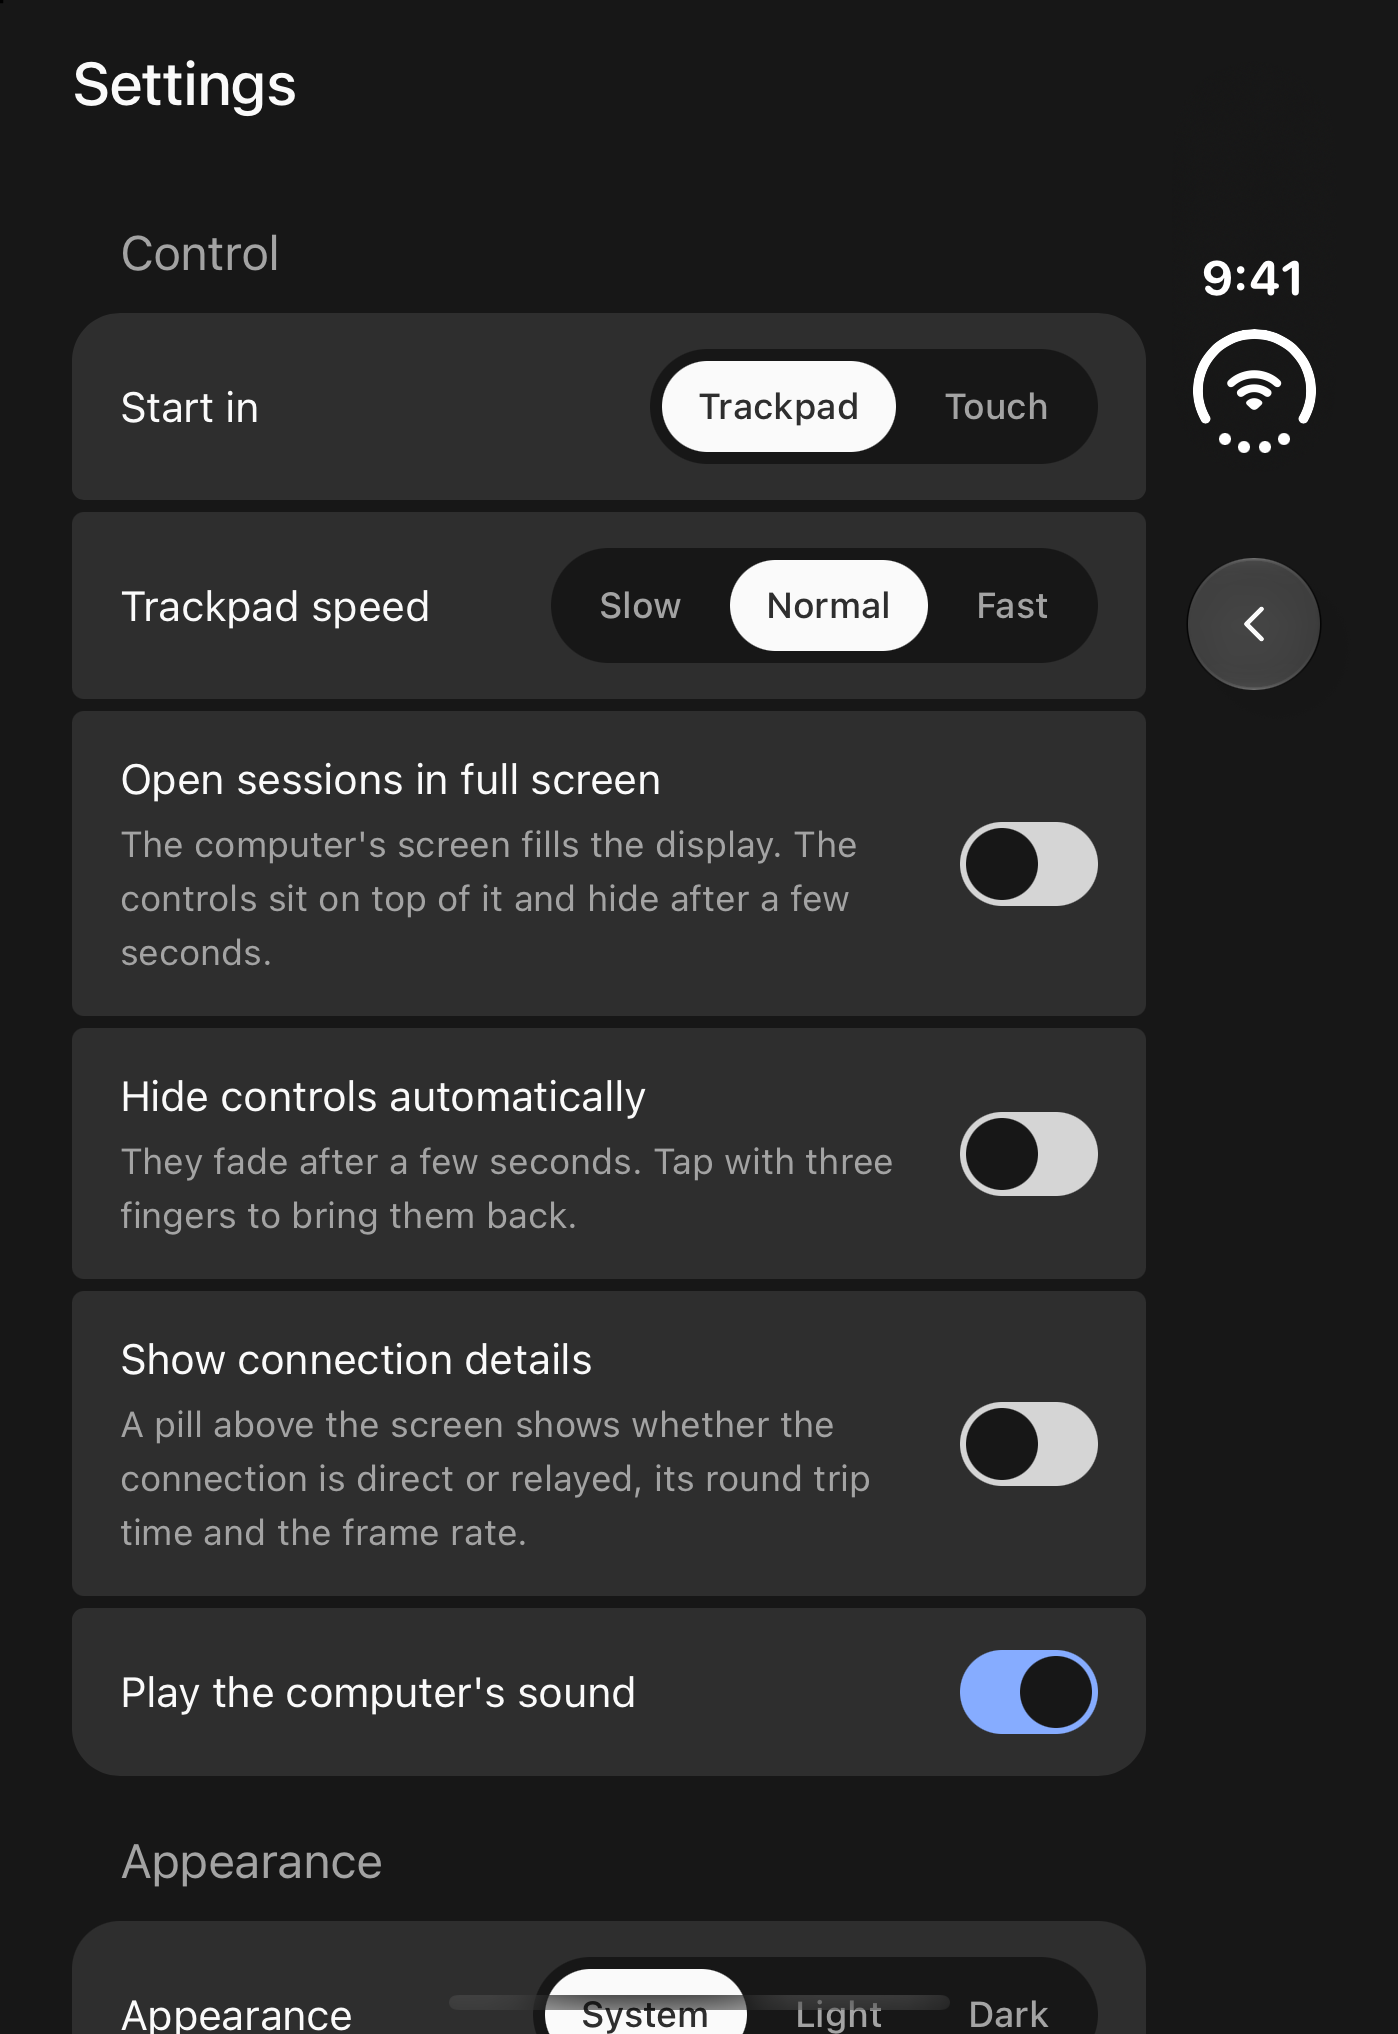 Settings
Control
9:41
Start in
Trackpad
Touch
Trackpad speed
Slow
Normal
Fast
Open sessions in full screen
The computer's screen fills the display. The
controls sit on top of it and hide after a few
seconds.
Hide controls automatically
They fade after a few seconds. Tap with three
fingers to bring them back.
Show connection details
A pill above the screen shows whether the
connection is direct or relayed, its round trip
time and the frame rate.
Play the computer's sound
Appearance
Appearance
System
Light
Dark